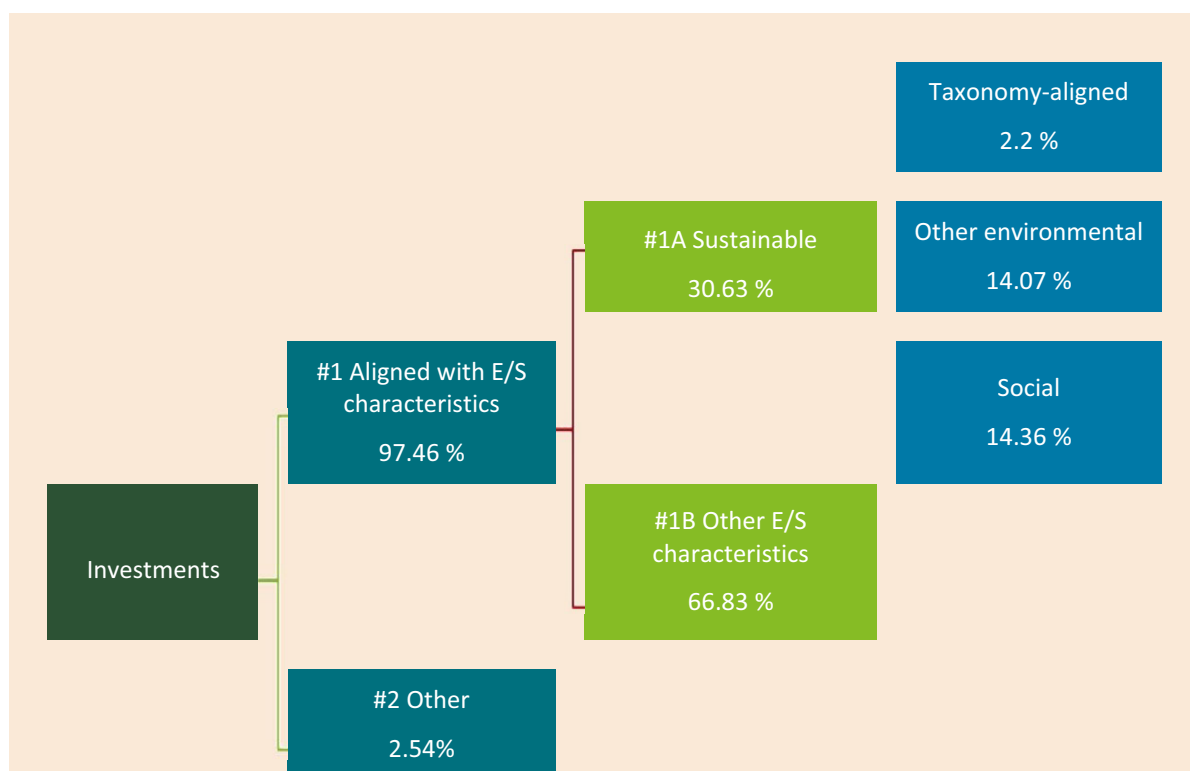 Investments
#1 Aligned with E/S
characteristics
97.46 %
#2 Other
2.54%
#1A Sustainable
30.63 %
#1B Other E/S
characteristics
66.83 %
Taxonomy-aligned
2.2 %
Other environmental
14.07 %
Social
14.36 %